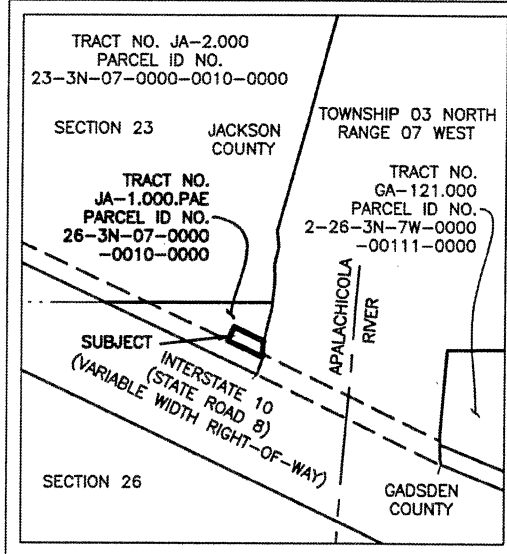 TRACT NO. JA-2.000
PARCEL ID NO.
23-3N-07-0000-0010-0000
SECTION 23
JACKSON
COUNTY
TOWNSHIP 03 NORTH
RANGE 07 WEST
TRACT NO.
JA-1.000.PAE
PARCEL ID NO.
26-3N-07-0000
-0010-0000
TRACT NO.
GA-121.000
PARCEL ID NO.
2-26-3N-7W-0000
-00111-0000
APALACHICOLA
RIVER
SUBJECT
INTERSTATE 10
(STATE ROAD 8)
(VARIABLE WIDTH RIGHT-OF-WAY)
SECTION 26
GADSDEN
COUNTY